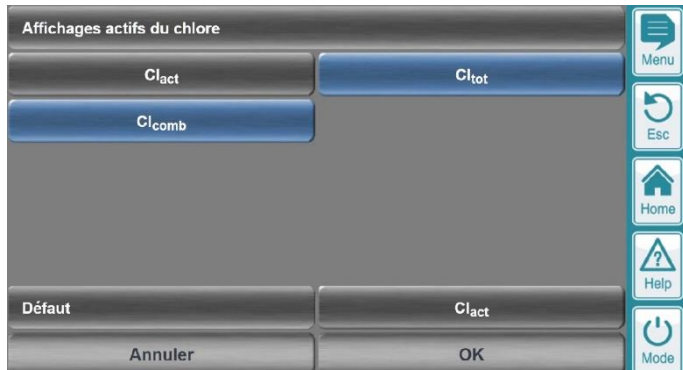 Affichages actifs du chlore
Menu
Clact
Cltot
Clcomb
Esc
Home
Help
Défaut
Clact
Annuler
OK
Mode